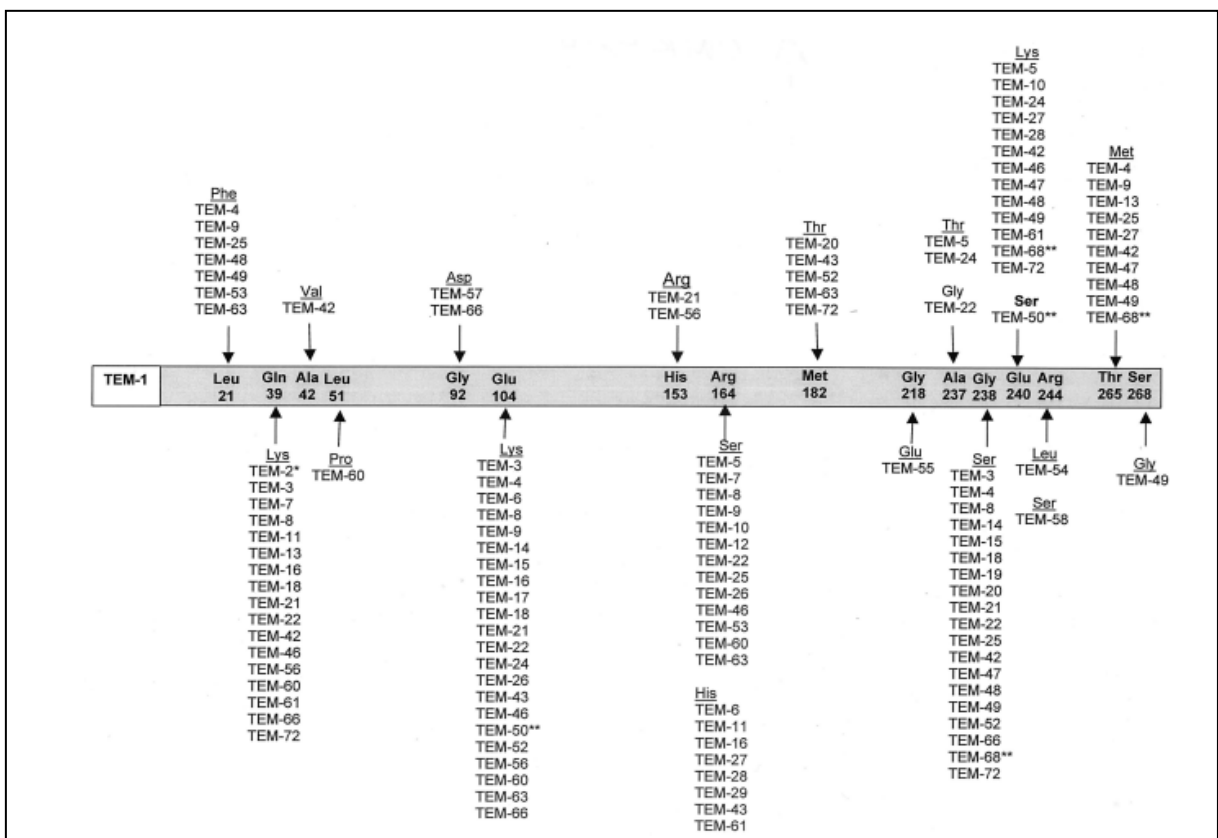 Phe
TEM-4
TEM-9
TEM-25
TEM-48
TEM-49
TEM-53
TEM-63
Val
TEM-42
Asp
TEM-57
TEM-66
Arg
TEM-21
TEM-56
Thr
TEM-20
TEM-43
TEM-52
TEM-63
TEM-72
Thr
TEM-5
TEM-24
Gly
TEM-22
Lys
TEM-5
TEM-10
TEM-24
TEM-27
TEM-28
TEM-42
TEM-46
TEM-47
TEM-48
TEM-49
TEM-61
TEM-68**
TEM-72
Ser
TEM-50**
Met
TEM-4
TEM-9
TEM-13
TEM-25
TEM-27
TEM-42
TEM-47
TEM-48
TEM-49
TEM-68**
TEM-1
Leu Gln Ala Leu Gly Glu His Arg Met Gly Ala Gly Glu Arg Thr Ser
21 39 42 51 92 104 153 164 182 218 237 238 240 244 265 268
Lys
TEM-2*
TEM-3
TEM-7
TEM-8
TEM-11
TEM-13
TEM-16
TEM-18
TEM-21
TEM-22
TEM-42
TEM-46
TEM-56
TEM-60
TEM-61
TEM-66
TEM-72
Pro
TEM-60
Lys
TEM-3
TEM-4
TEM-6
TEM-8
TEM-9
TEM-14
TEM-15
TEM-16
TEM-17
TEM-18
TEM-21
TEM-22
TEM-24
TEM-26
TEM-43
TEM-46
TEM-50**
TEM-52
TEM-56
TEM-60
TEM-63
TEM-66
Ser
TEM-5
TEM-7
TEM-8
TEM-9
TEM-10
TEM-12
TEM-22
TEM-25
TEM-26
TEM-46
TEM-53
TEM-60
TEM-63
His
TEM-6
TEM-11
TEM-16
TEM-27
TEM-28
TEM-29
TEM-43
TEM-61
Glu
TEM-55
Ser
TEM-3
TEM-4
TEM-8
TEM-14
TEM-15
TEM-18
TEM-19
TEM-20
TEM-21
TEM-22
TEM-25
TEM-42
TEM-47
TEM-48
TEM-49
TEM-52
TEM-66
TEM-68**
TEM-72
Leu
TEM-54
Ser
TEM-58
Gly
TEM-49